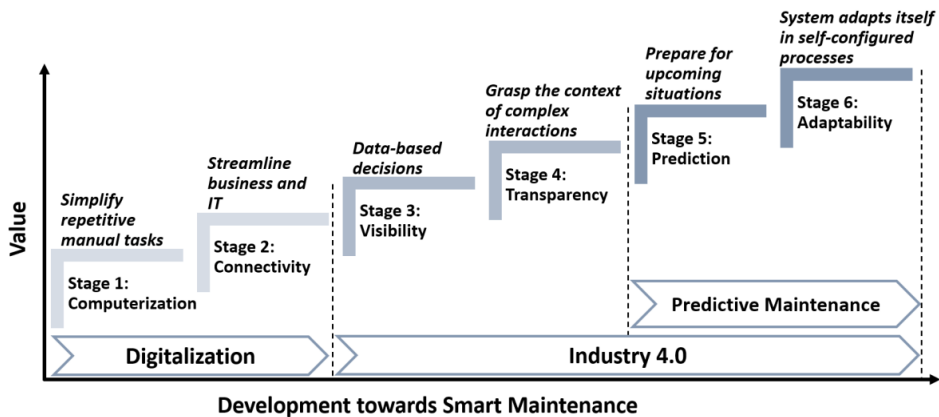 Value
Simplify
repetitive
manual tasks
Stage 1:
Computerization
Streamline
business and
IT
Stage 2:
Connectivity
Data-based
decisions
Stage 3:
Visibility
Grasp the context
of complex
interactions
Stage 4:
Transparency
Prepare for
upcoming
situations
Stage 5:
Prediction
System adapts itself
in self-configured
processes
Stage 6:
Adaptability
Predictive Maintenance
Digitalization
Industry 4.0
Development towards Smart Maintenance